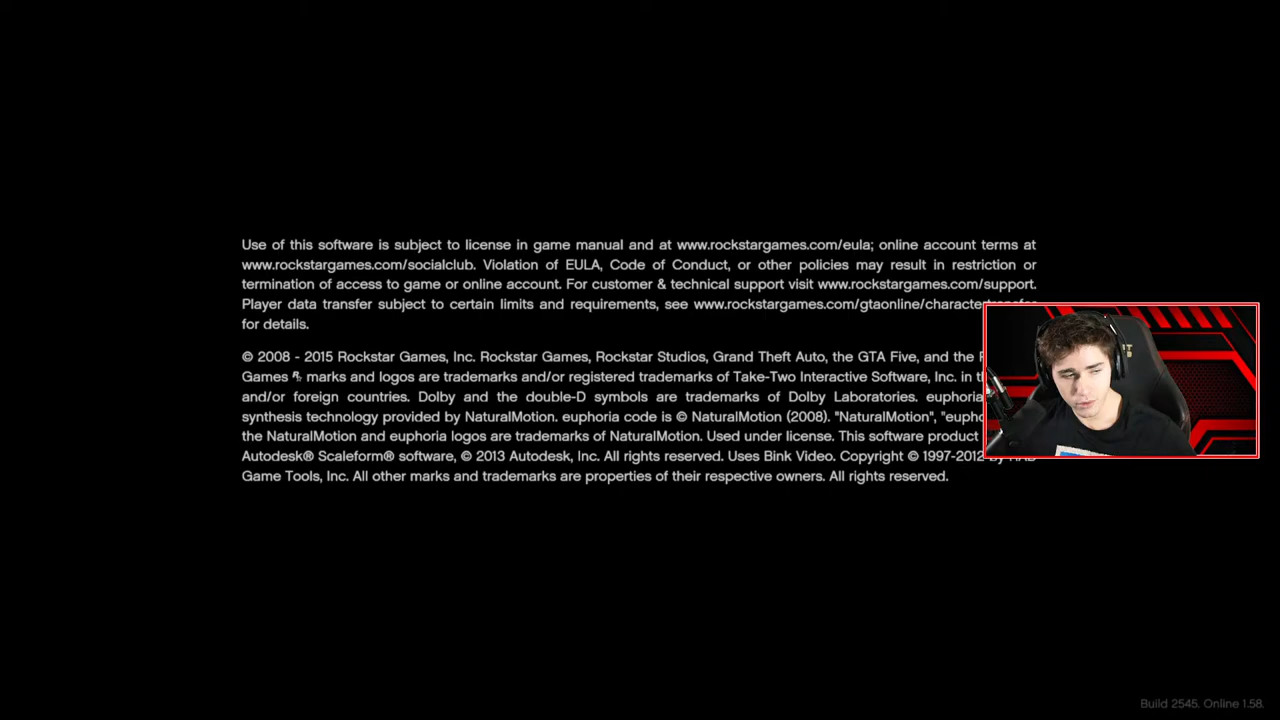 Use of this software is subject to license in game manual and at www.rockstargames.com/eula; online account terms at
www.rockstargames.com/socialclub. Violation of EULA, Code of Conduct, or other policies may result in restriction or
termination of access to game or online account. For customer & technical support visit www.rockstargames.com/support.
Player data transfer subject to certain limits and requirements, see www.rockstargames.com/gtaonline/charactertransfer
for details.
© 2008 - 2015 Rockstar Games, Inc. Rockstar Games, Rockstar Studios, Grand Theft Auto, the GTA Five, and the
Games marks and logos are trademarks and/or registered trademarks of Take-Two Interactive Software, Inc. in
and/or foreign countries. Dolby and the double-D symbols are trademarks of Dolby Laboratories. euphoria
synthesis technology provided by NaturalMotion. euphoria code is © NaturalMotion (2008). "NaturalMotion",
the NaturalMotion and euphoria logos are trademarks of NaturalMotion. Used under license. This software product
Autodesk® Scaleform® software, © 2013 Autodesk, Inc. All rights reserved. Uses Bink Video. Copyright © 1997-2012 by RAD
Game Tools, Inc. All other marks and trademarks are properties of their respective owners. All rights reserved.
Build 2545. Online 1.58.